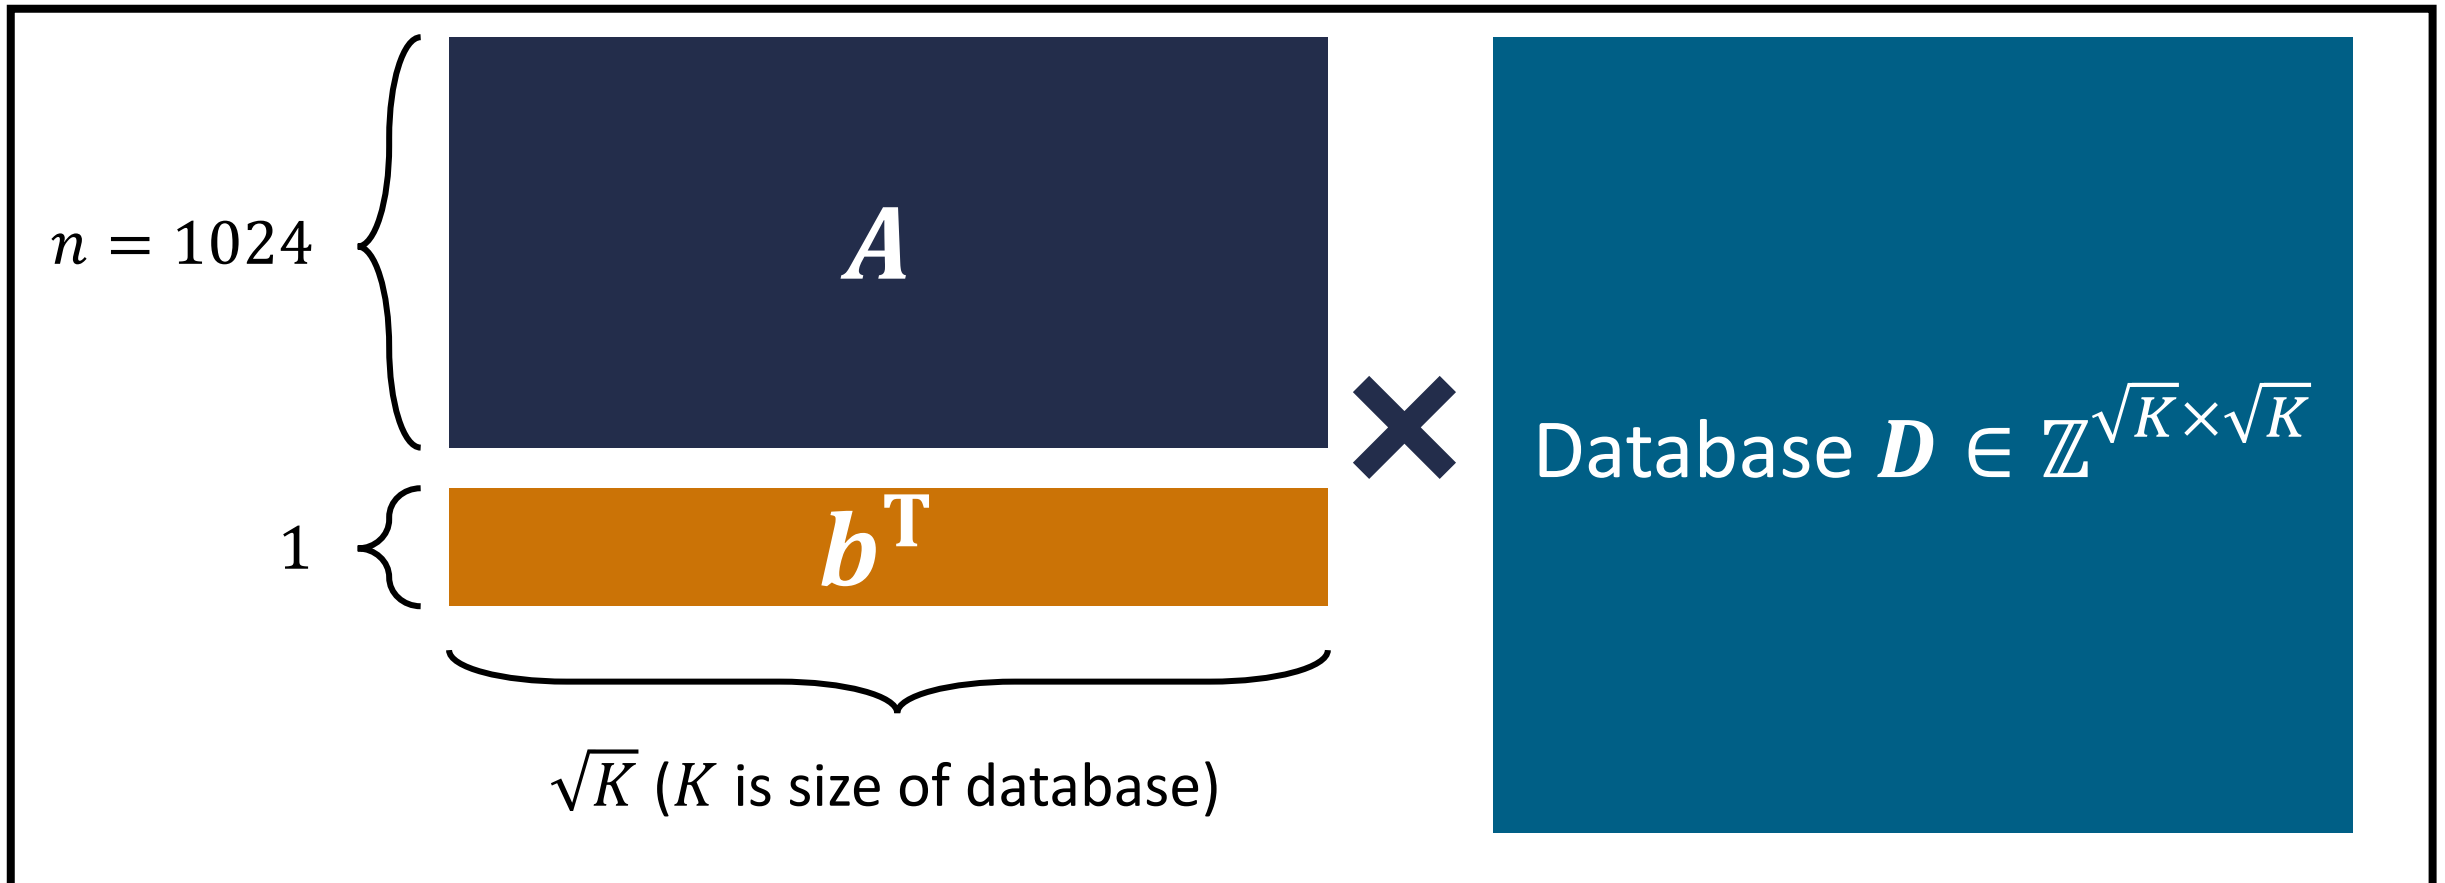 n = 1024
A
×
Database D ∈ ℤ^{√K×√K}
1
b^T
√K (K is size of database)